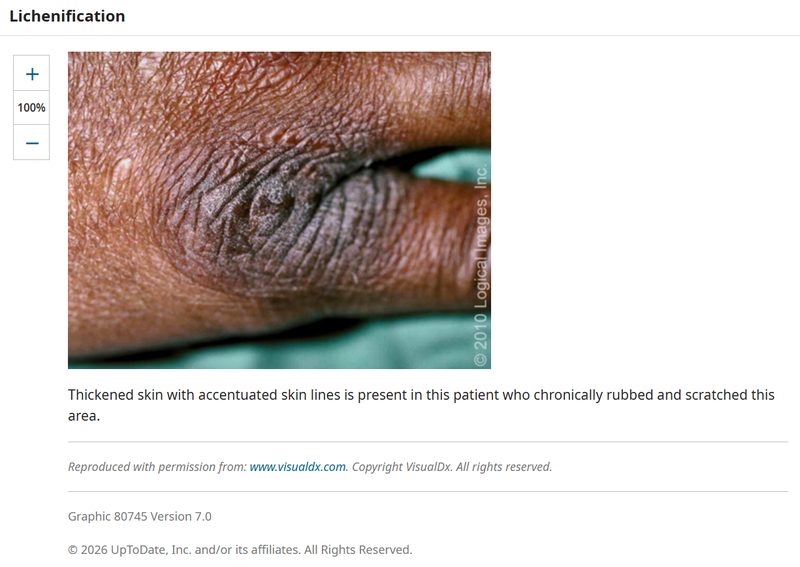 Lichenification
+
100%
−
© 2010 Logical Images, Inc.
Thickened skin with accentuated skin lines is present in this patient who chronically rubbed and scratched this
area.
Reproduced with permission from: www.visualdx.com. Copyright VisualDx. All rights reserved.
Graphic 80745 Version 7.0
© 2026 UpToDate, Inc. and/or its affiliates. All Rights Reserved.